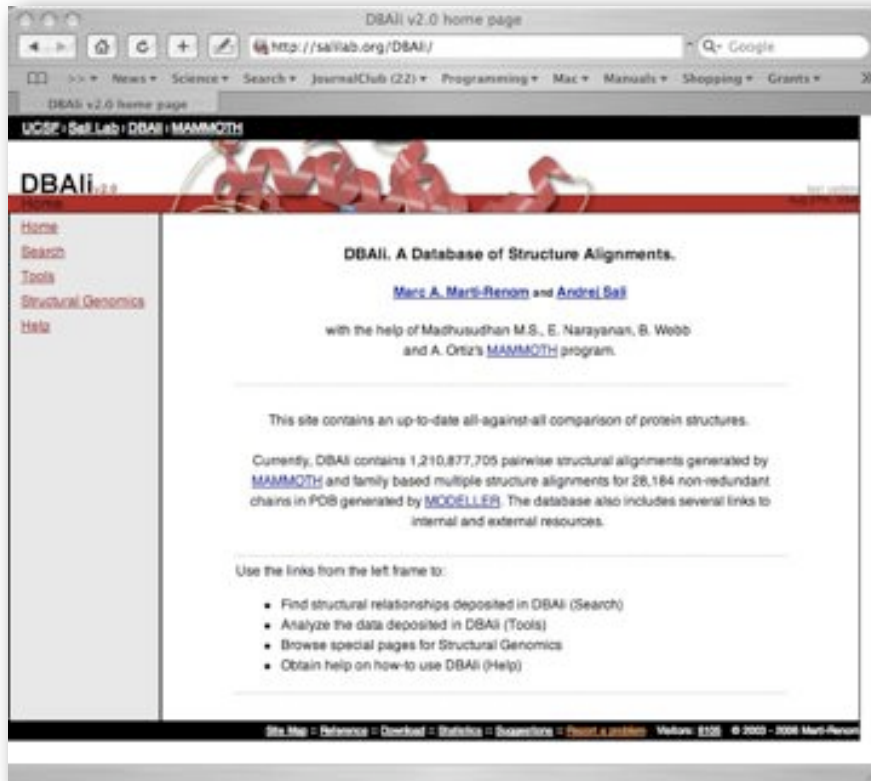 DBAli v2.0 home page
http://salilab.org/DBAli/
Google
>> News Science Search JournalClub (22) Programming Mac Manuals Shopping Grants
DBAli v2.0 home page
UCSF Sali Lab DBAli MAMMOTH
DBAli v2.0
Home
Home
Search
Tools
Structural Genomics
Help
DBAli. A Database of Structure Alignments.
Marc A. Marti-Renom and Andrej Sali
with the help of Madhusudhan M.S., E. Narayanan, B. Webb
and A. Ortiz's MAMMOTH program.
This site contains an up-to-date all-against-all comparison of protein structures.
Currently, DBAli contains 1,210,877,705 pairwise structural alignments generated by
MAMMOTH and family based multiple structure alignments for 28,184 non-redundant
chains in PDB generated by MODELLER. The database also includes several links to
internal and external resources.
Use the links from the left frame to:
• Find structural relationships deposited in DBAli (Search)
• Analyze the data deposited in DBAli (Tools)
• Browse special pages for Structural Genomics
• Obtain help on how-to use DBAli (Help)
Site Map :: Reference :: Download :: Statistics :: Suggestions :: Report a problem Visitors: © 2003 - 2006 Marti-Renom